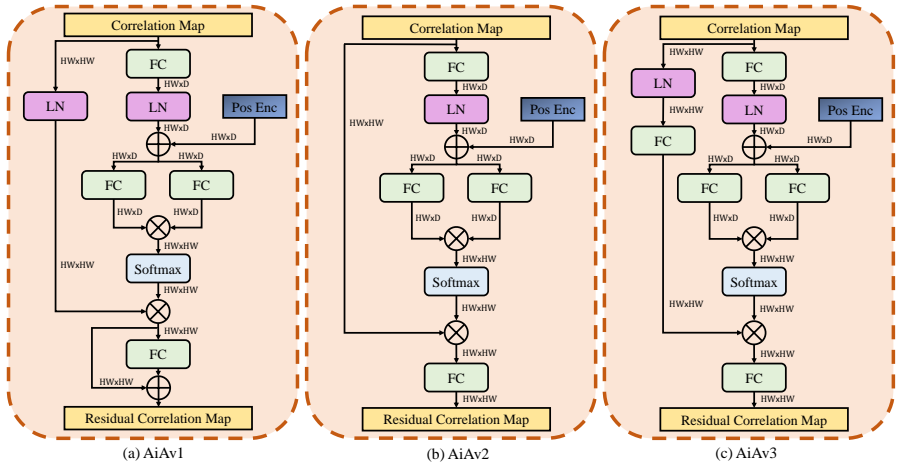 Correlation Map
HWxHW
FC
HWxD
LN
LN
Pos Enc
HWxD
HWxD
HWxD
HWxD
FC
FC
HWxD
HWxD
HWxHW
HWxHW
Softmax
HWxHW
HWxHW
FC
HWxHW
Residual Correlation Map
(a) AiAv1
Correlation Map
FC
HWxD
HWxHW
LN
Pos Enc
HWxD
HWxD
HWxD
HWxD
FC
FC
HWxD
HWxD
HWxHW
Softmax
HWxHW
HWxHW
FC
HWxHW
Residual Correlation Map
(b) AiAv2
Correlation Map
HWxHW
FC
LN
HWxD
HWxHW
LN
Pos Enc
FC
HWxD
HWxD
HWxD
HWxD
FC
FC
HWxD
HWxD
HWxHW
HWxHW
Softmax
HWxHW
HWxHW
FC
HWxHW
Residual Correlation Map
(c) AiAv3